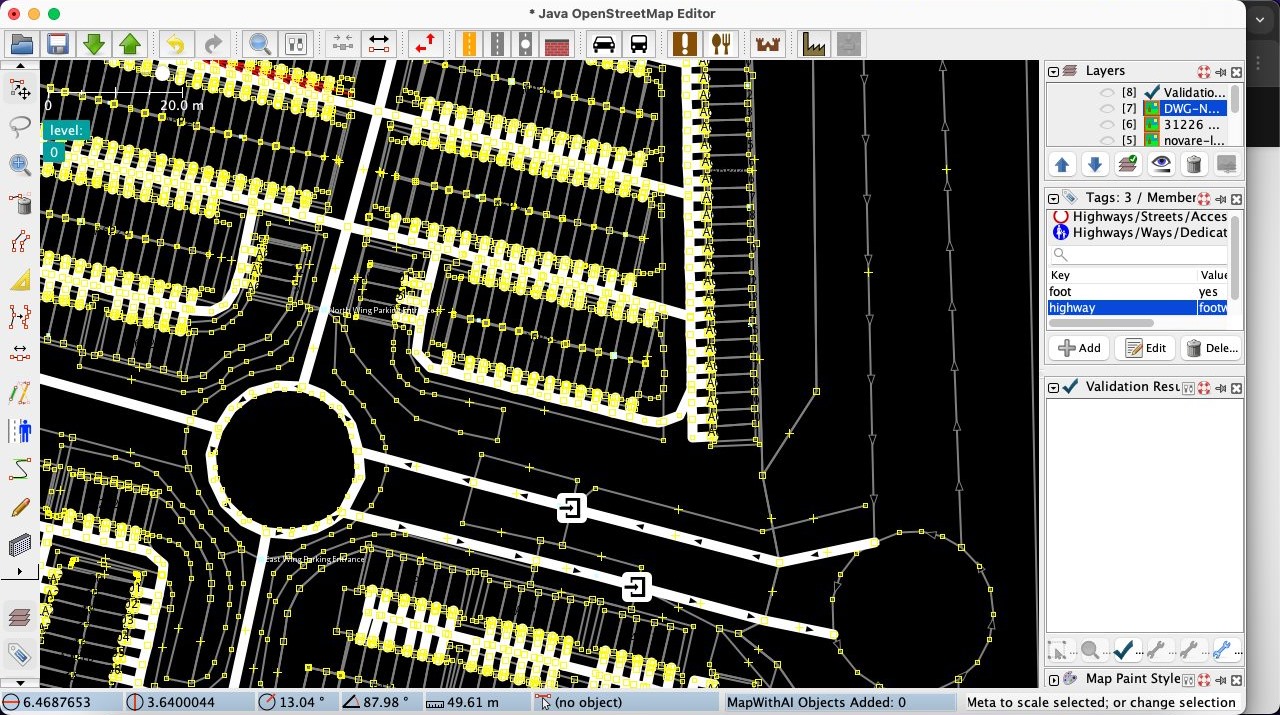 * Java OpenStreetMap Editor
0 20.0 m
level:
0
North Wing Parking Entrance
East Wing Parking Entrance
Layers
[8] Validatio...
[7] DWG-N...
[6] 31226 ...
[5] novare-l...
Tags: 3 / Member
Highways/Streets/Acces
Highways/Ways/Dedicat
Key Value
foot yes
highway footw
Add Edit Dele...
Validation Resu
Map Paint Style
6.4687653 3.6400044 13.04 ° 87.98 ° 49.61 m (no object) MapWithAI Objects Added: 0 Meta to scale selected; or change selection